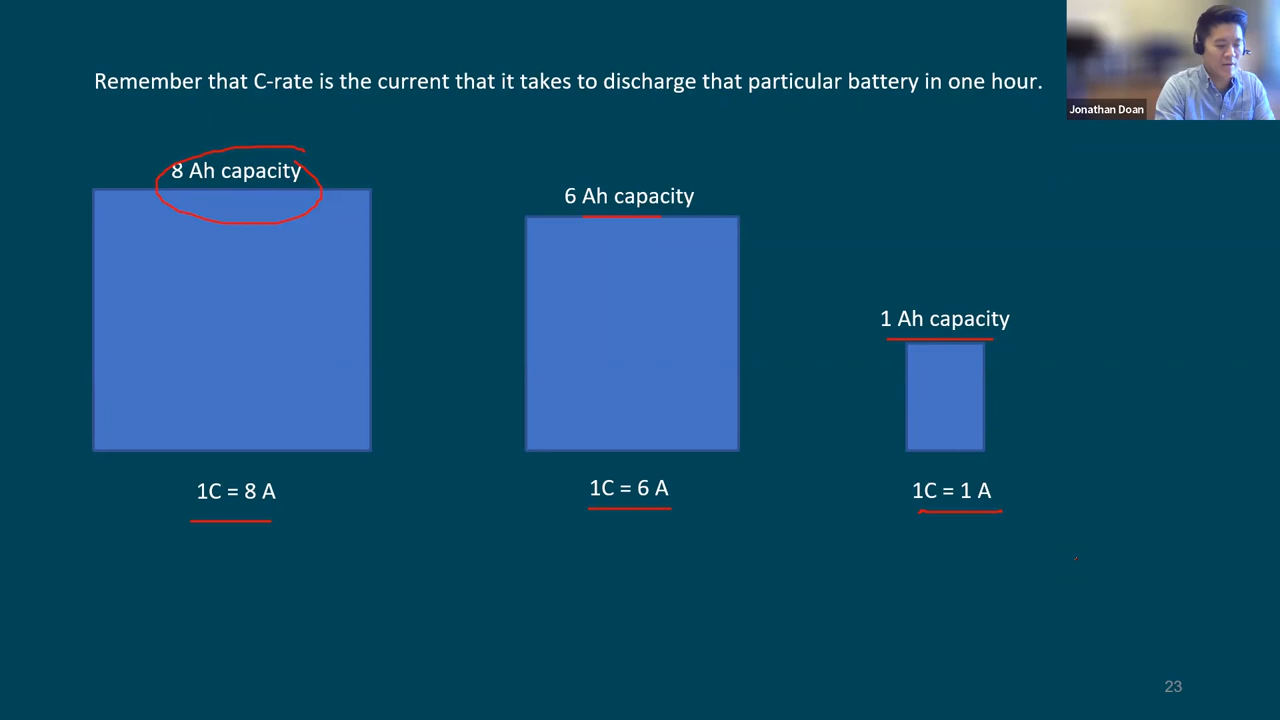 Remember that C-rate is the current that it takes to discharge that particular battery in one hour.
Jonathan Doan
8 Ah capacity
6 Ah capacity
1 Ah capacity
1C = 8 A
1C = 6 A
1C = 1 A
23